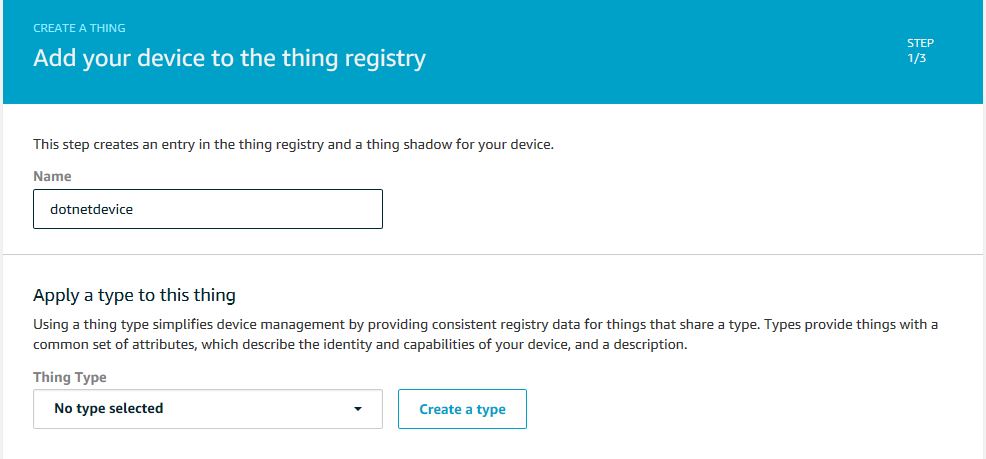 CREATE A THING
Add your device to the thing registry
STEP
1/3
This step creates an entry in the thing registry and a thing shadow for your device.
Name
dotnetdevice
Apply a type to this thing
Using a thing type simplifies device management by providing consistent registry data for things that share a type. Types provide things with a
common set of attributes, which describe the identity and capabilities of your device, and a description.
Thing Type
No type selected
Create a type